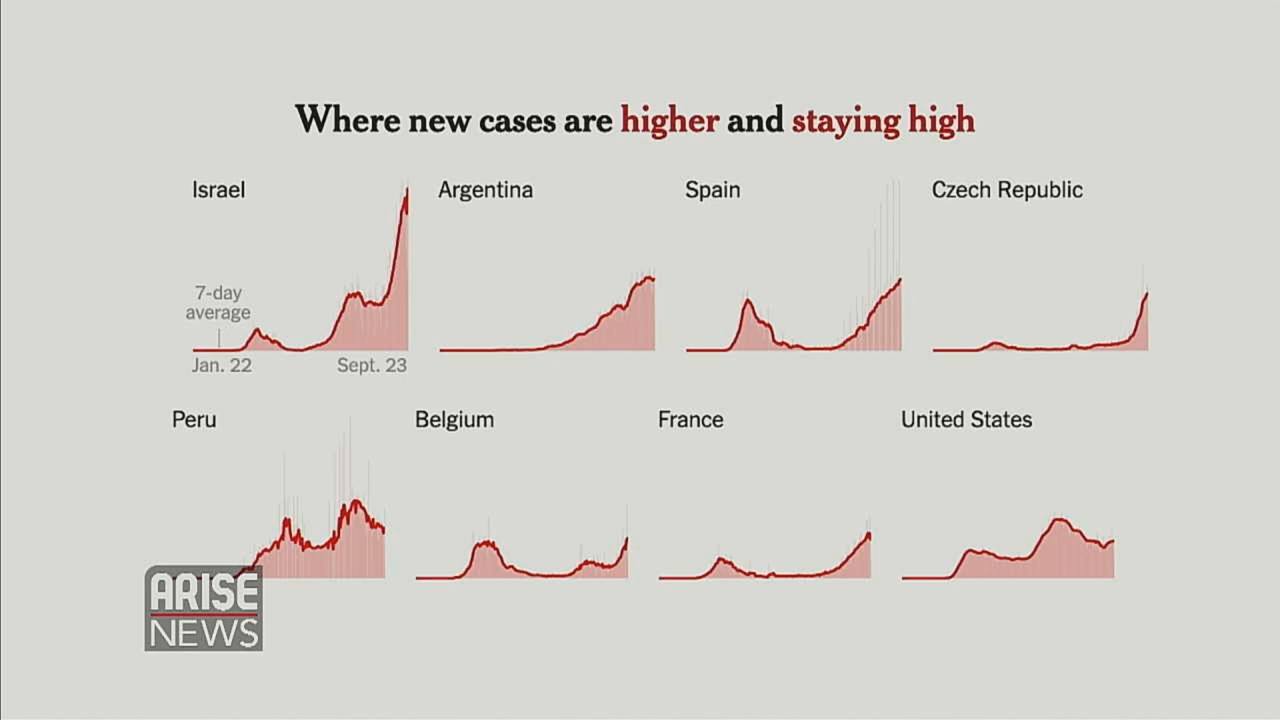 Where new cases are higher and staying high
Israel
Argentina
Spain
Czech Republic
7-day
average
Jan. 22
Sept. 23
Peru
Belgium
France
United States
ARISE
NEWS